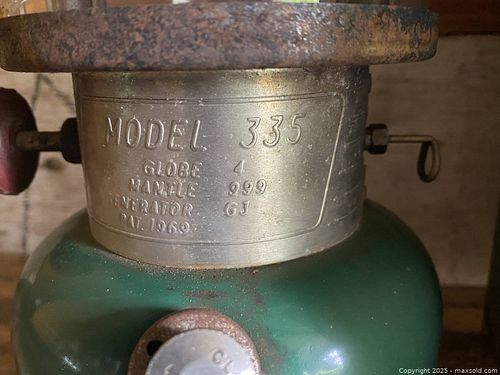 MODEL 335
GLOBE 4
MANTLE 999
GENERATOR GJ
PAT. 1969
Copyright © 2025 - maxsold.com